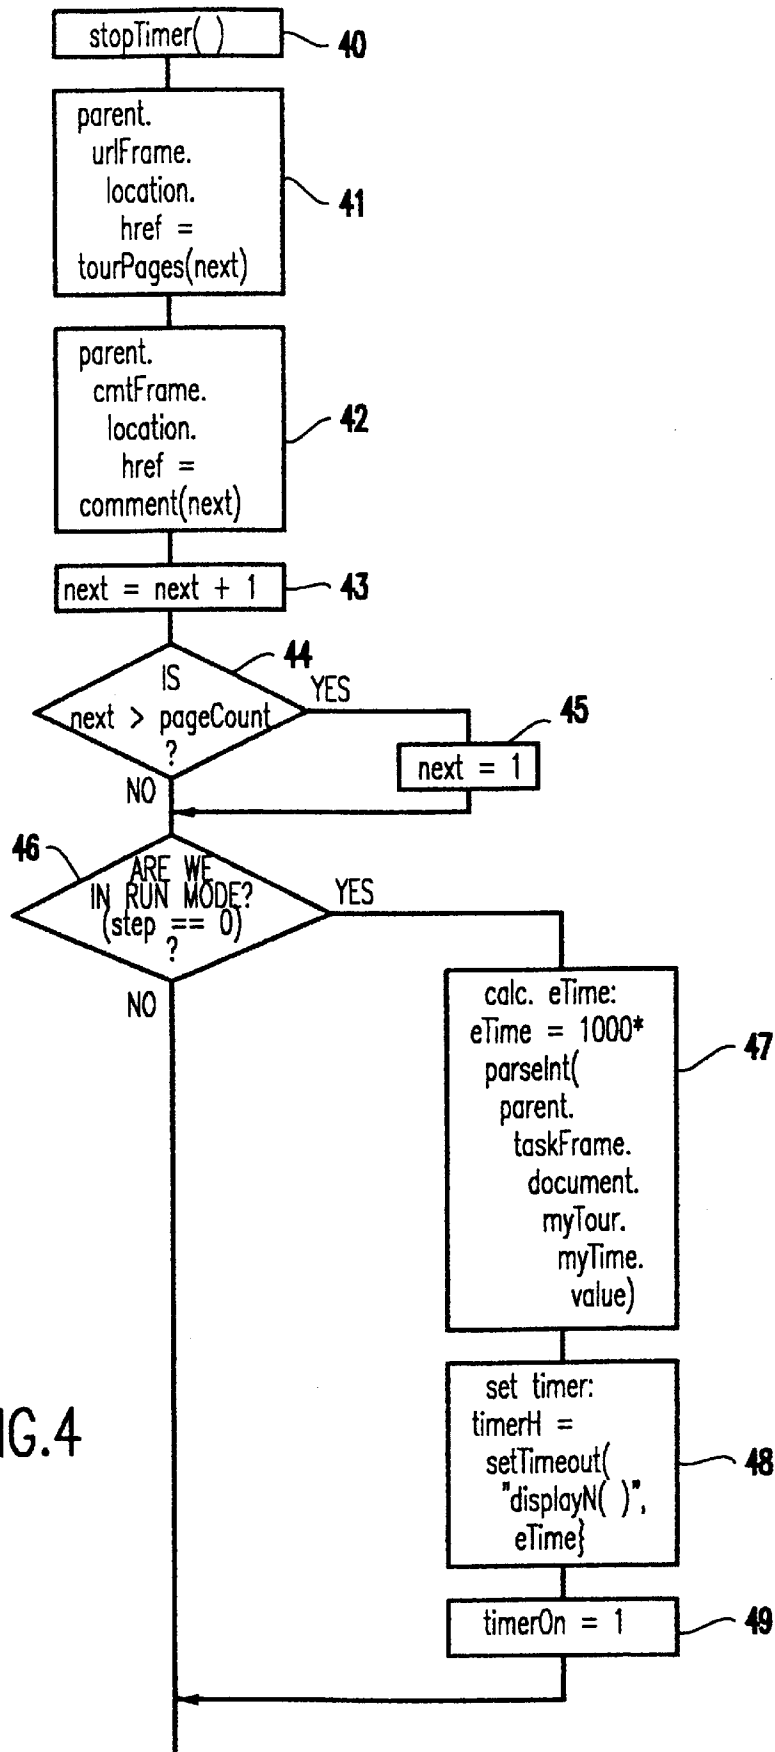 stopTimer( )
40
parent.
urlFrame.
location.
href =
tourPages(next)
41
parent.
cmtFrame.
location.
href =
comment(next)
42
next = next + 1
43
44
IS
next > pageCount
?
YES
NO
45
next = 1
46
ARE WE
IN RUN MODE?
(step == 0)
?
YES
NO
calc. eTime:
eTime = 1000*
parseInt(
parent.
taskFrame.
document.
myTour.
myTime.
value)
47
set timer:
timerH =
setTimeout(
"displayN( )",
eTime}
48
timerOn = 1
49
IG.4